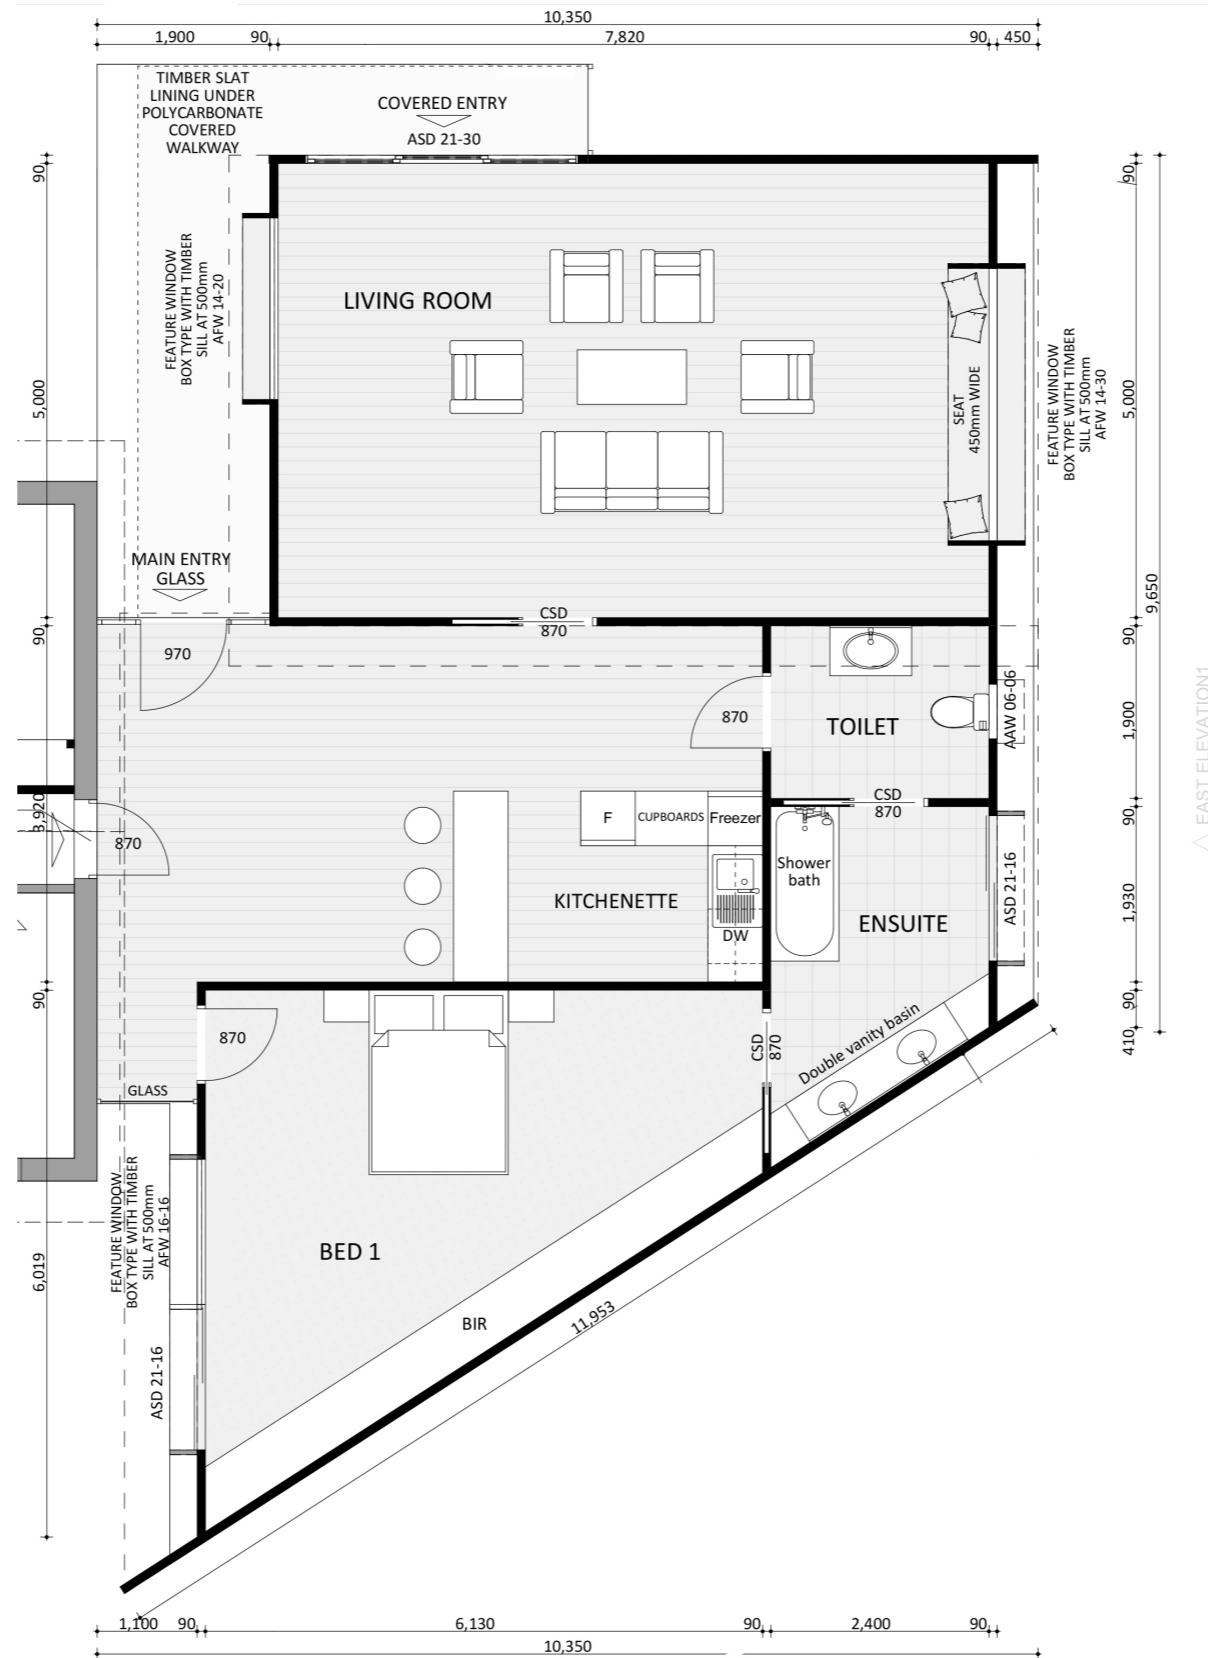 10,350
1,900
90
7,820
90
450
TIMBER SLAT
LINING UNDER
POLYCARBONATE
COVERED
WALKWAY
COVERED ENTRY
ASD 21-30
90
90
FEATURE WINDOW
BOX TYPE WITH TIMBER
SILL AT 500mm
AFW 14-20
LIVING ROOM
5,000
SEAT
450mm WIDE
FEATURE WINDOW
BOX TYPE WITH TIMBER
SILL AT 500mm
AFW 14-30
5,000
9,650
MAIN ENTRY
GLASS
CSD
870
90
90
970
870
TOILET
AAW 06-06
1,900
EAST ELEVATION1
3,920
870
F
CUPBOARDS
Freezer
CSD
870
90
Shower
bath
KITCHENETTE
DW
ENSUITE
ASD 21-16
1,930
90
90
410
870
CSD
870
Double vanity basin
GLASS
FEATURE WINDOW
BOX TYPE WITH TIMBER
SILL AT 500mm
AFW 16-16
6,019
BED 1
BIR
11,953
ASD 21-16
1,100
90
6,130
90
2,400
90
10,350